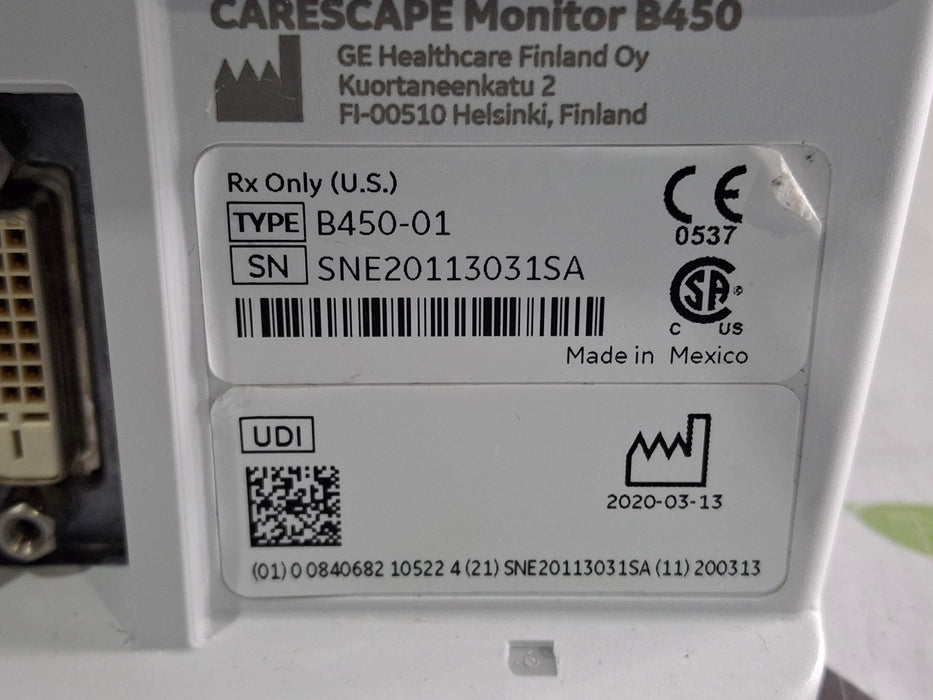 CARESCAPE Monitor B450
GE Healthcare Finland Oy
Kuortaneenkatu 2
FI-00510 Helsinki, Finland
Rx Only (U.S.)
TYPE B450-01
CE
0537
SN SNE20113031SA
SA
C US
Made in Mexico
UDI
2020-03-13
(01) 0 0840682 10522 4 (21) SNE20113031SA (11) 200313